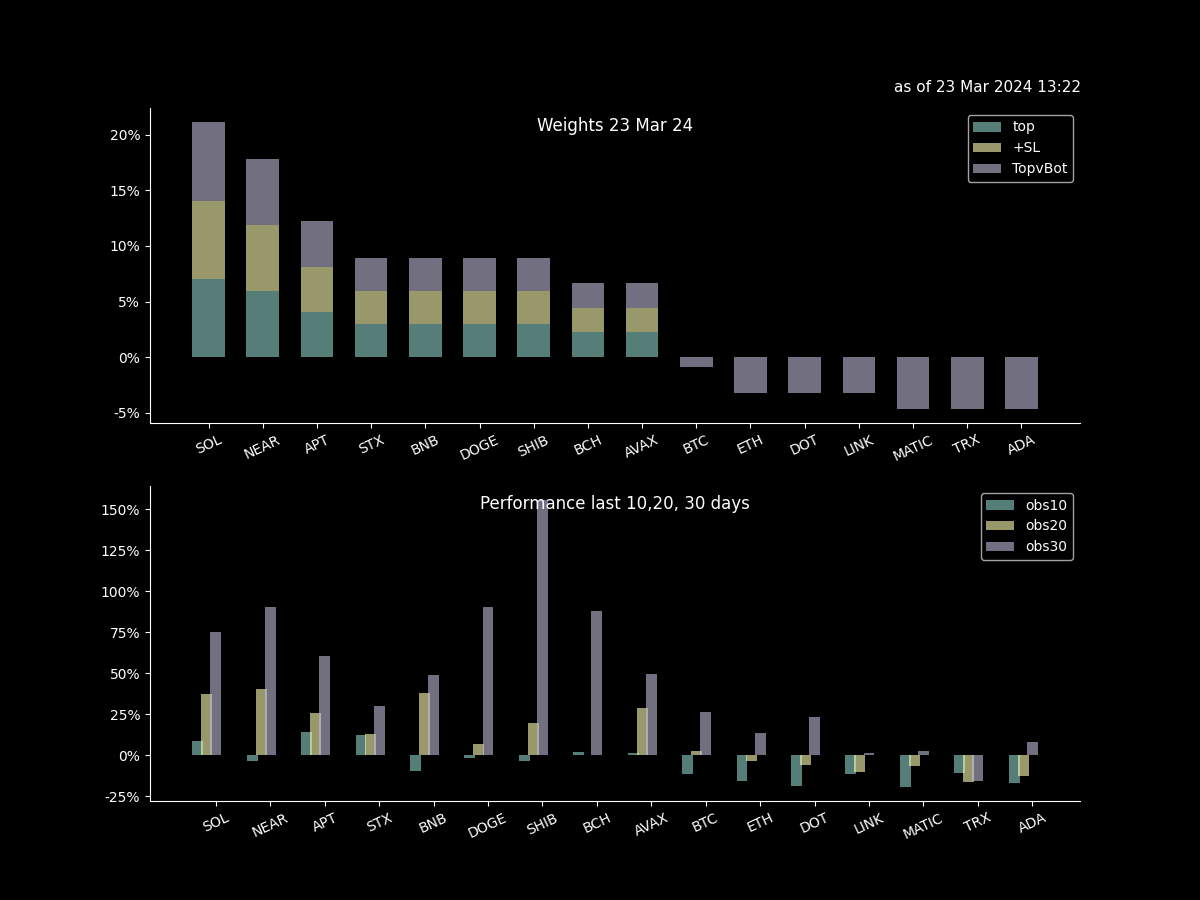 as of 23 Mar 2024 13:22
Weights 23 Mar 24
top
+SL
TopvBot
20%
15%
10%
5%
0%
-5%
SOL NEAR APT STX BNB DOGE SHIB BCH AVAX BTC ETH DOT LINK MATIC TRX ADA
Performance last 10,20, 30 days
obs10
obs20
obs30
150%
125%
100%
75%
50%
25%
0%
-25%
SOL NEAR APT STX BNB DOGE SHIB BCH AVAX BTC ETH DOT LINK MATIC TRX ADA